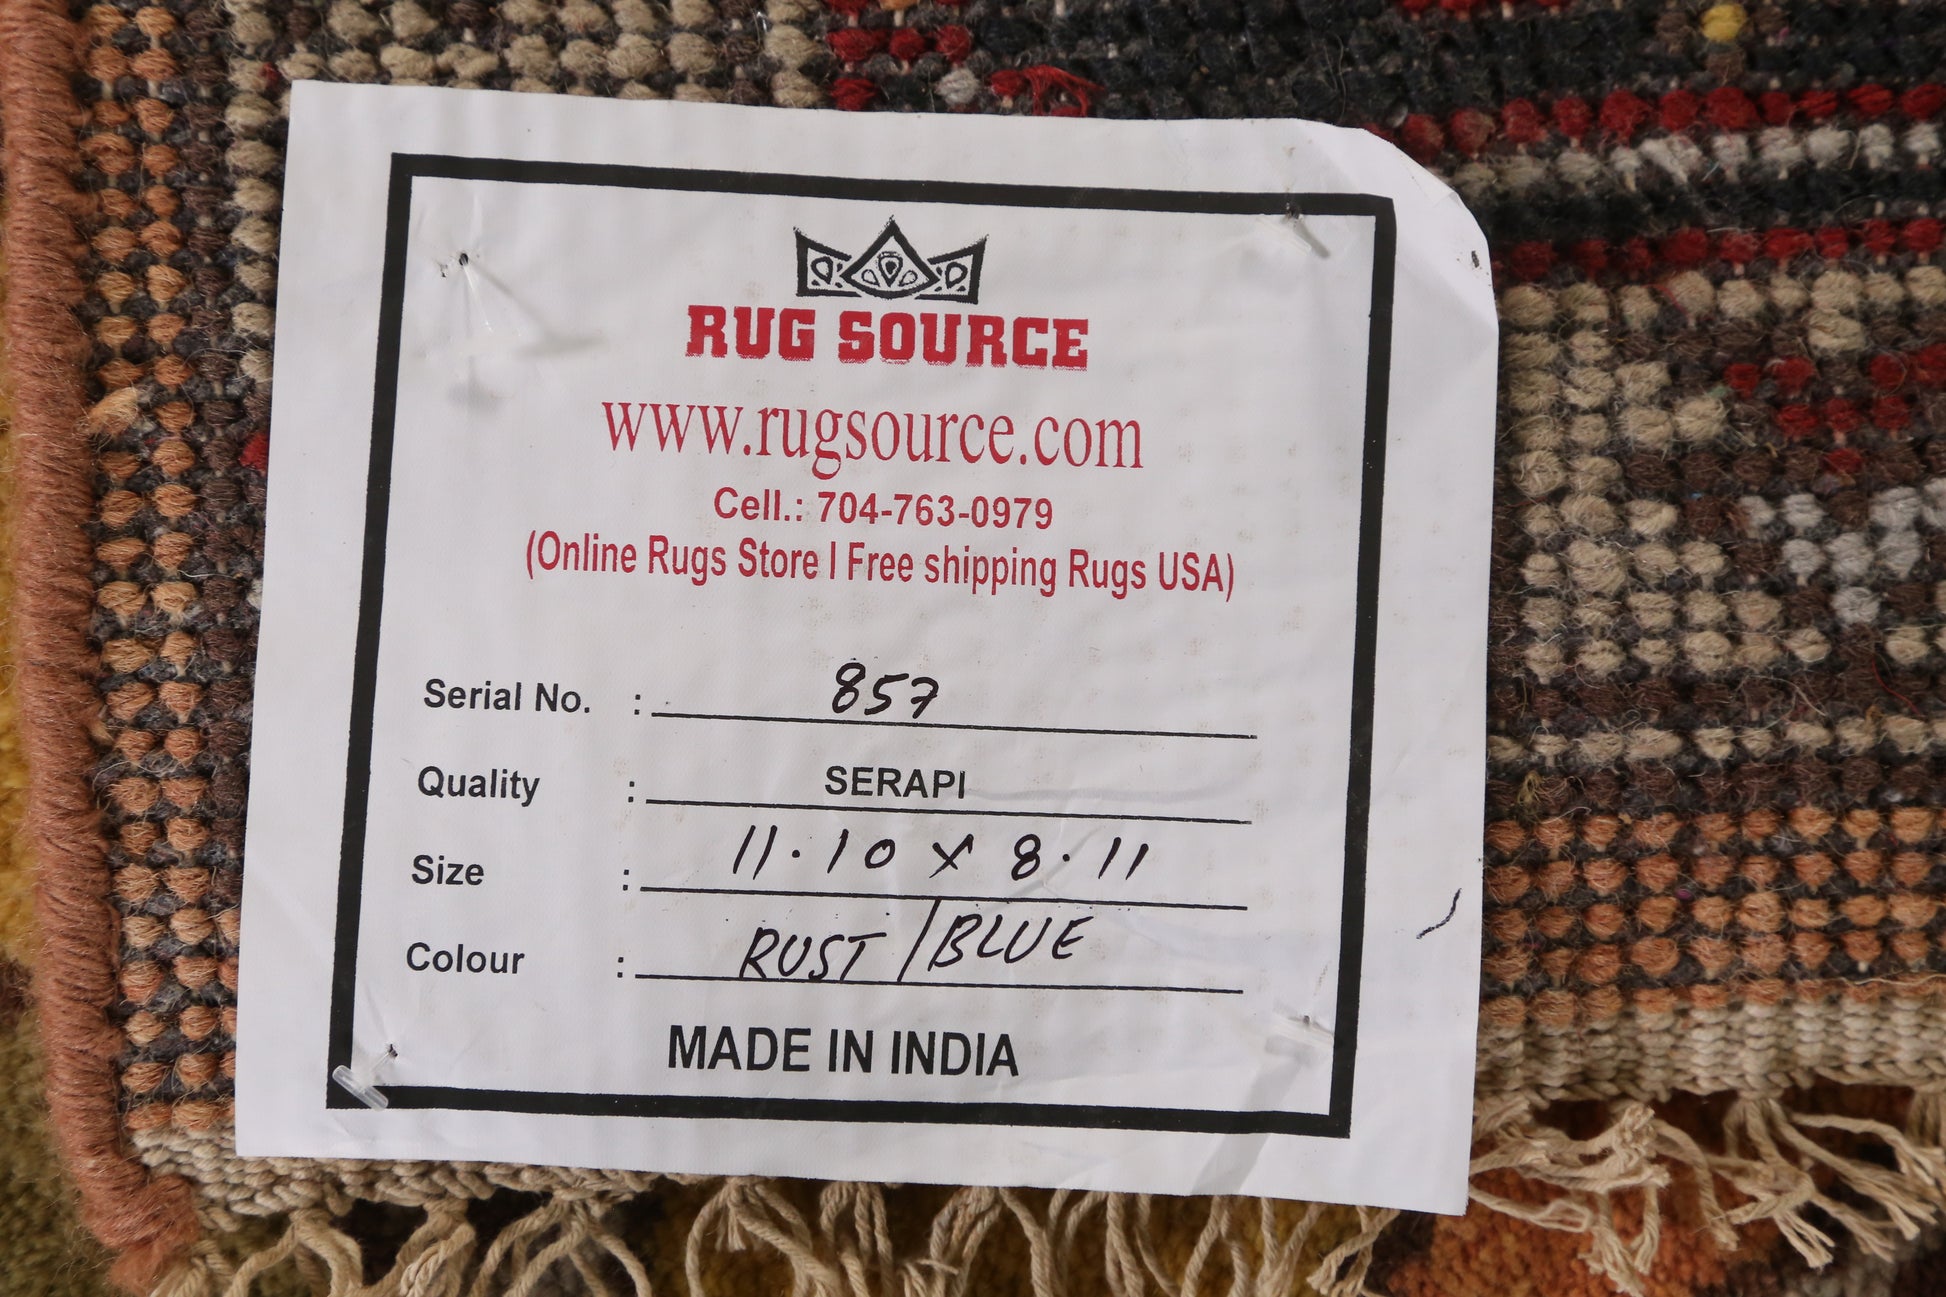 RUG SOURCE
www.rugsource.com
Cell.: 704-763-0979
(Online Rugs Store | Free shipping Rugs USA)
Serial No. : 857
Quality : SERAPI
Size : 11.10 x 8.11
Colour : RUST / BLUE
MADE IN INDIA